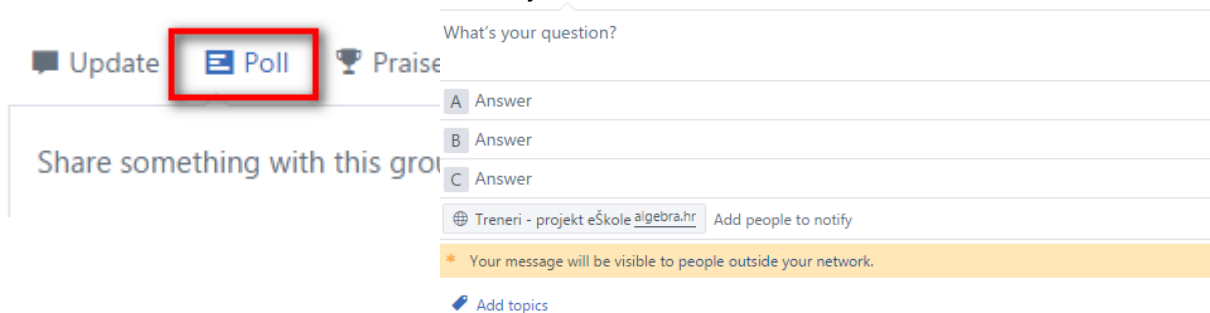 Update Poll Praise
Share something with this grou
What's your question?
A Answer
B Answer
C Answer
Treneri - projekt eŠkole algebra.hr Add people to notify
* Your message will be visible to people outside your network.
Add topics